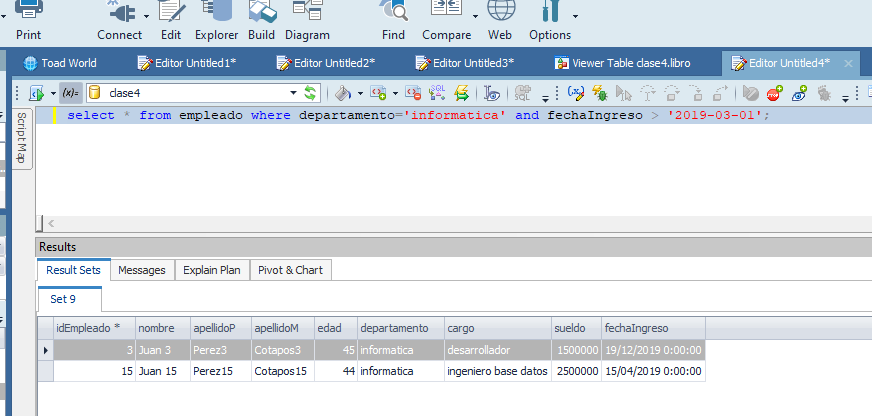 Print Connect Edit Explorer Build Diagram Find Compare Web Options
Toad World Editor Untitled1* Editor Untitled2* Editor Untitled3* Viewer Table clase4.libro Editor Untitled4*
(x)= clase4
Script Map
select * from empleado where departamento='informatica' and fechaIngreso > '2019-03-01';
Results
Result Sets Messages Explain Plan Pivot & Chart
Set 9
idEmpleado * nombre apellidoP apellidoM edad departamento cargo sueldo fechaIngreso
3 Juan 3 Perez3 Cotapos3 45 informatica desarrollador 1500000 19/12/2019 0:00:00
15 Juan 15 Perez15 Cotapos15 44 informatica ingeniero base datos 2500000 15/04/2019 0:00:00